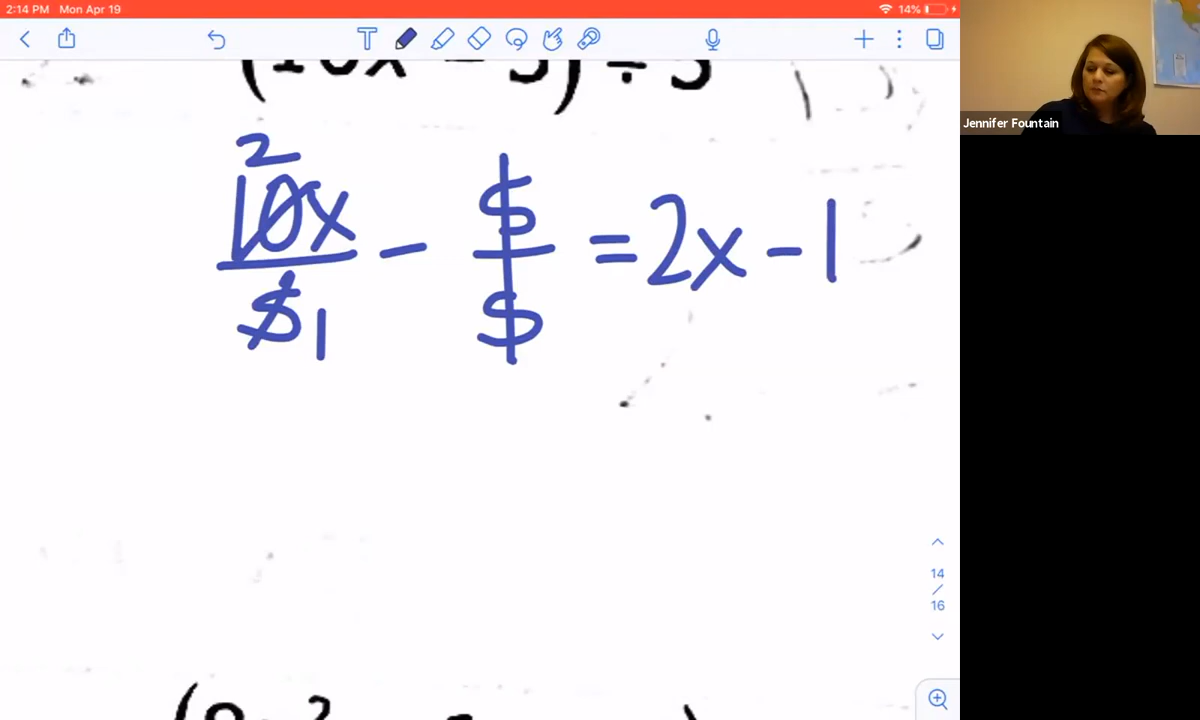 2:14 PM Mon Apr 19 14%
Jennifer Fountain
(10x - 5) ÷ 5
2
10x/5 1 - 5/5 = 2x - 1
14
/
16